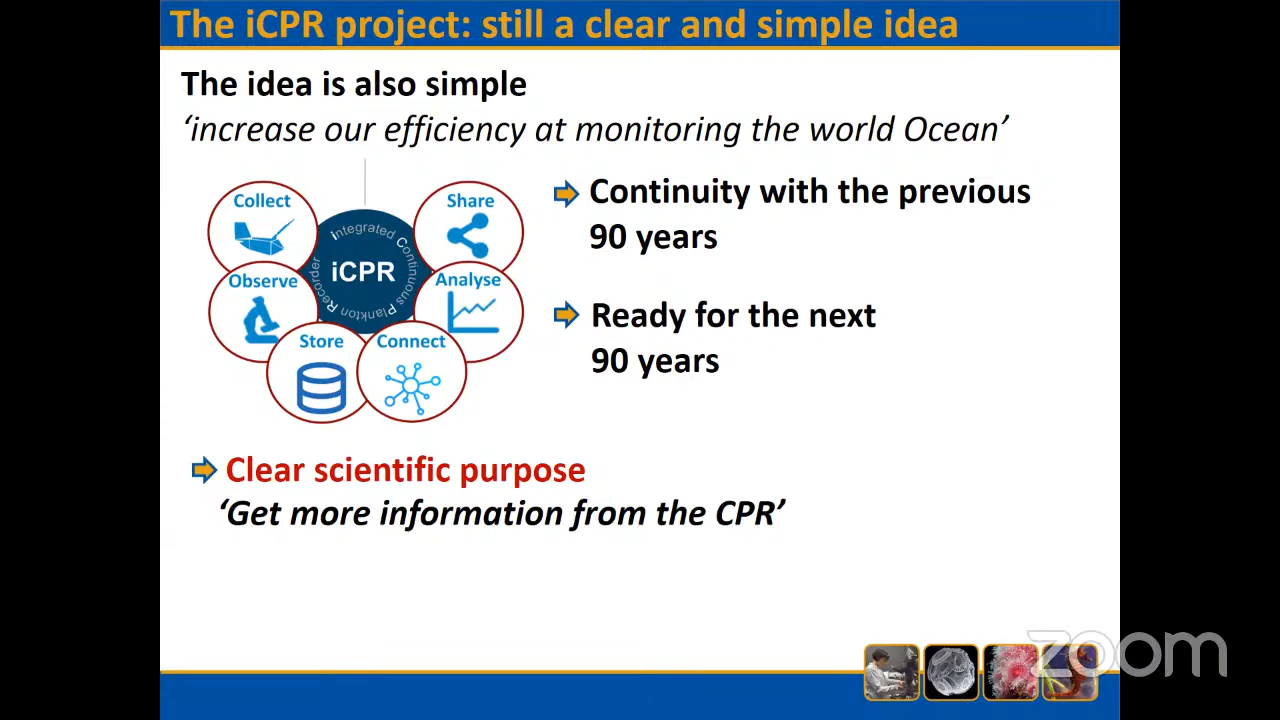 The iCPR project: still a clear and simple idea
The idea is also simple
‘increase our efficiency at monitoring the world Ocean’
Collect
Share
Integrated Continuous Plankton Recorder
iCPR
Observe
Analyse
Store
Connect
Continuity with the previous
90 years
Ready for the next
90 years
Clear scientific purpose
‘Get more information from the CPR’
zoom